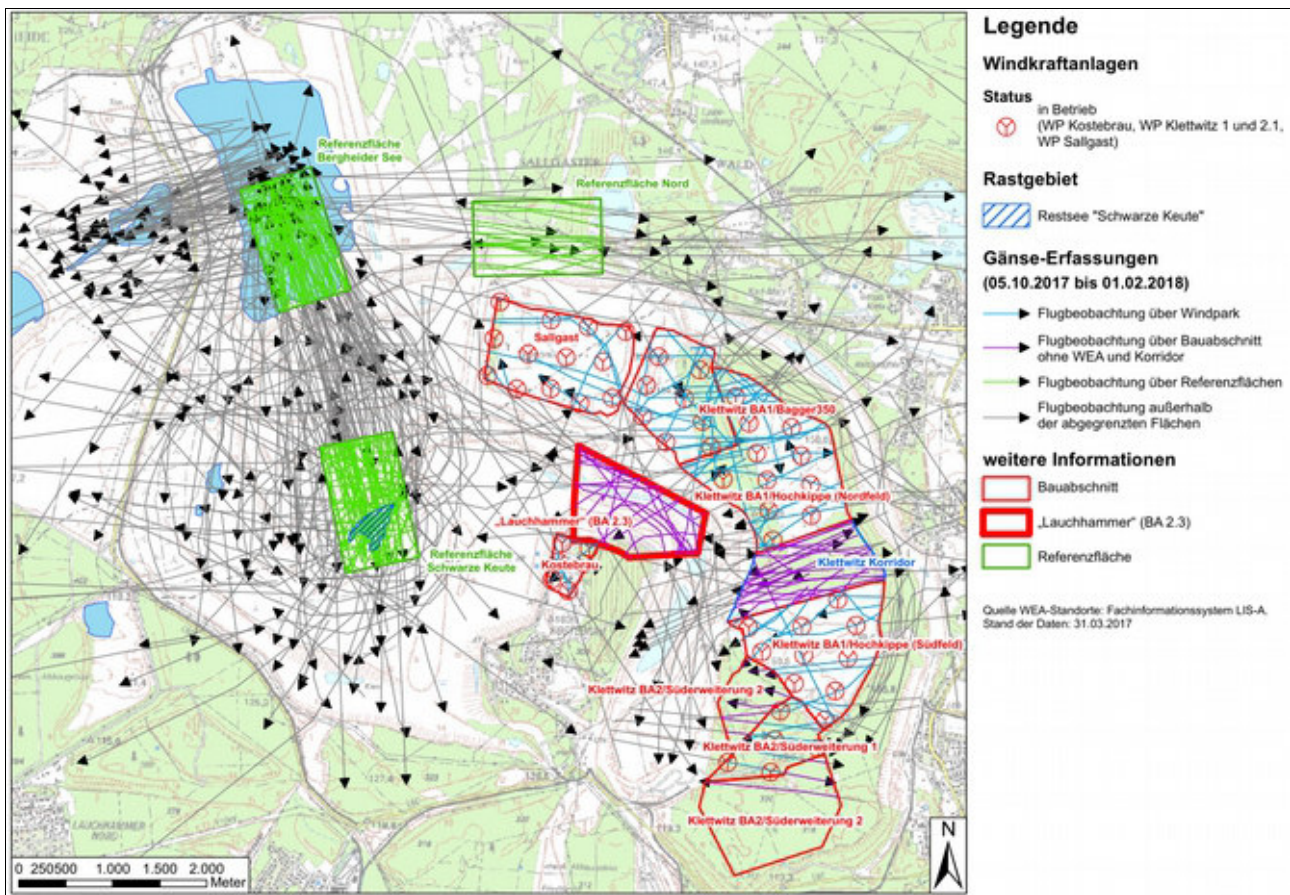 Legende
Windkraftanlagen
Status
in Betrieb
(WP Kostebrau, WP Klettwitz 1 und 2.1,
WP Sallgast)
Rastgebiet
Restsee "Schwarze Keute"
Gänse-Erfassungen
(05.10.2017 bis 01.02.2018)
Flugbeobachtung über Windpark
Flugbeobachtung über Bauabschnitt
ohne WEA und Korridor
Flugbeobachtung über Referenzflächen
Flugbeobachtung außerhalb
der abgegrenzten Flächen
weitere Informationen
Bauabschnitt
„Lauchhammer" (BA 2.3)
Referenzfläche
Quelle WEA-Standorte: Fachinformationssystem LIS-A.
Stand der Daten: 31.03.2017
Referenzfläche
Bergheider See
SALLGASTER
WALD
Referenzfläche Nord
Sallgast
Klettwitz BA1/Bagger350
Klettwitz BA1/Hochkippe (Nordfeld)
„Lauchhammer" (BA 2.3)
Kostebrau
Referenzfläche
Schwarze Keute
Klettwitz Korridor
Klettwitz BA1/Hochkippe (Südfeld)
Klettwitz BA2/Süderweiterung 2
Klettwitz BA2/Süderweiterung 1
Klettwitz BA2/Süderweiterung 2
LAUCHHAMMER
NORD
N
0 250500 1.000 1.500 2.000
Meter